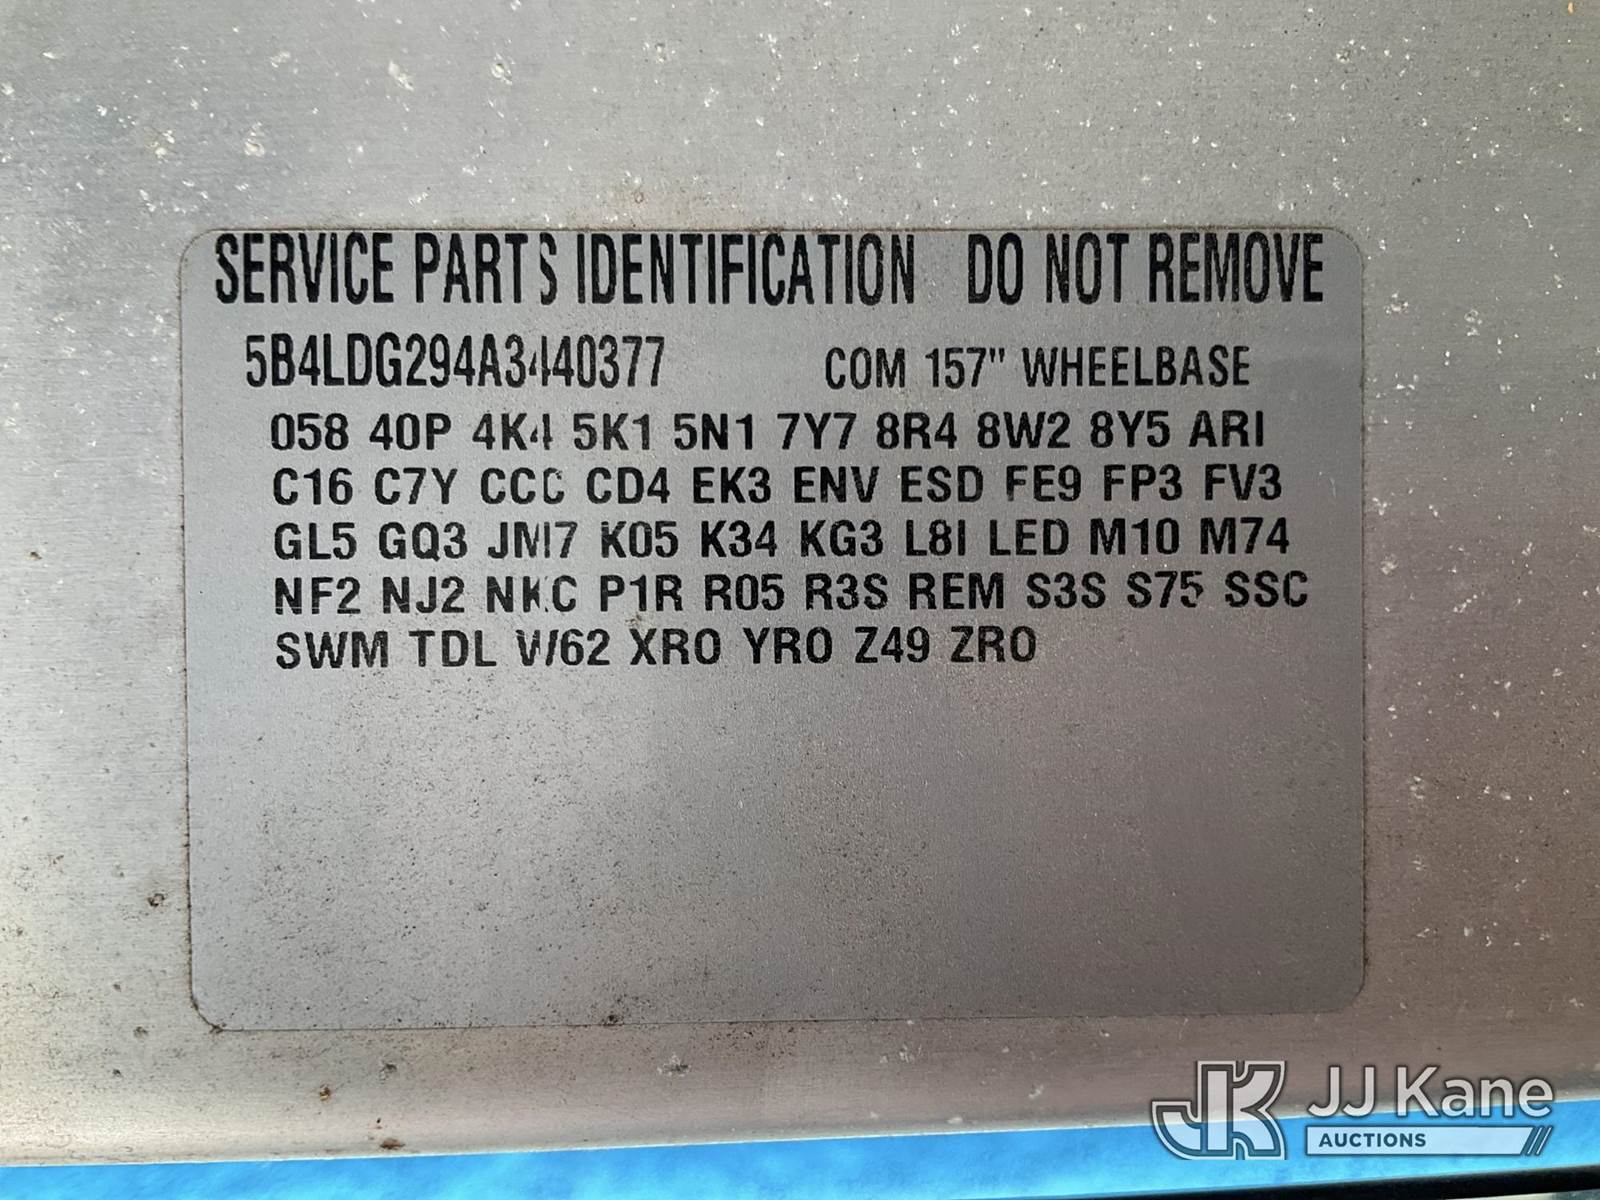 SERVICE PARTS IDENTIFICATION DO NOT REMOVE
5B4LDG294A3440377 COM 157" WHEELBASE
058 40P 4K4 5K1 5N1 7Y7 8R4 8W2 8Y5 ARI
C16 C7Y CCC CD4 EK3 ENV ESD FE9 FP3 FV3
GL5 GQ3 JM7 K05 K34 KG3 L8I LED M10 M74
NF2 NJ2 NKC P1R R05 R3S REM S3S S75 SSC
SWM TDL W62 XRO YRO Z49 ZRO
JK JJ Kane
AUCTIONS